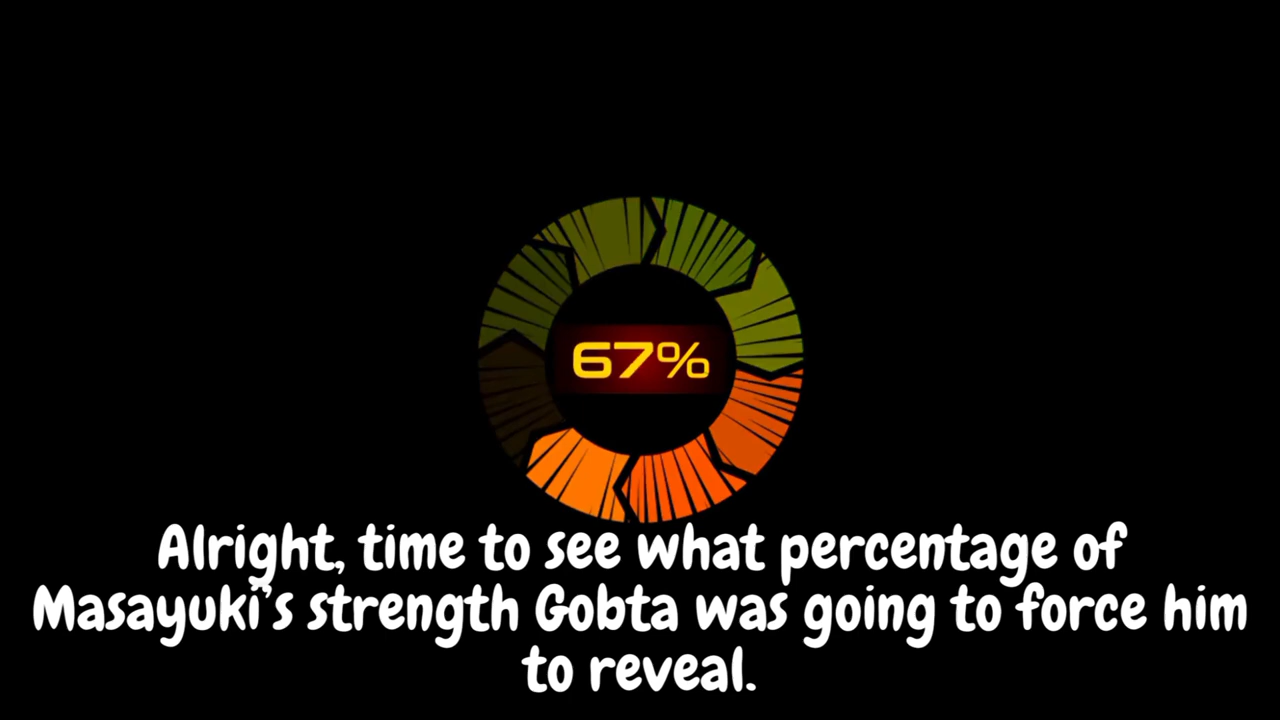 67%
Alright, time to see what percentage of
Masayuki's strength Gobta was going to force him
to reveal.